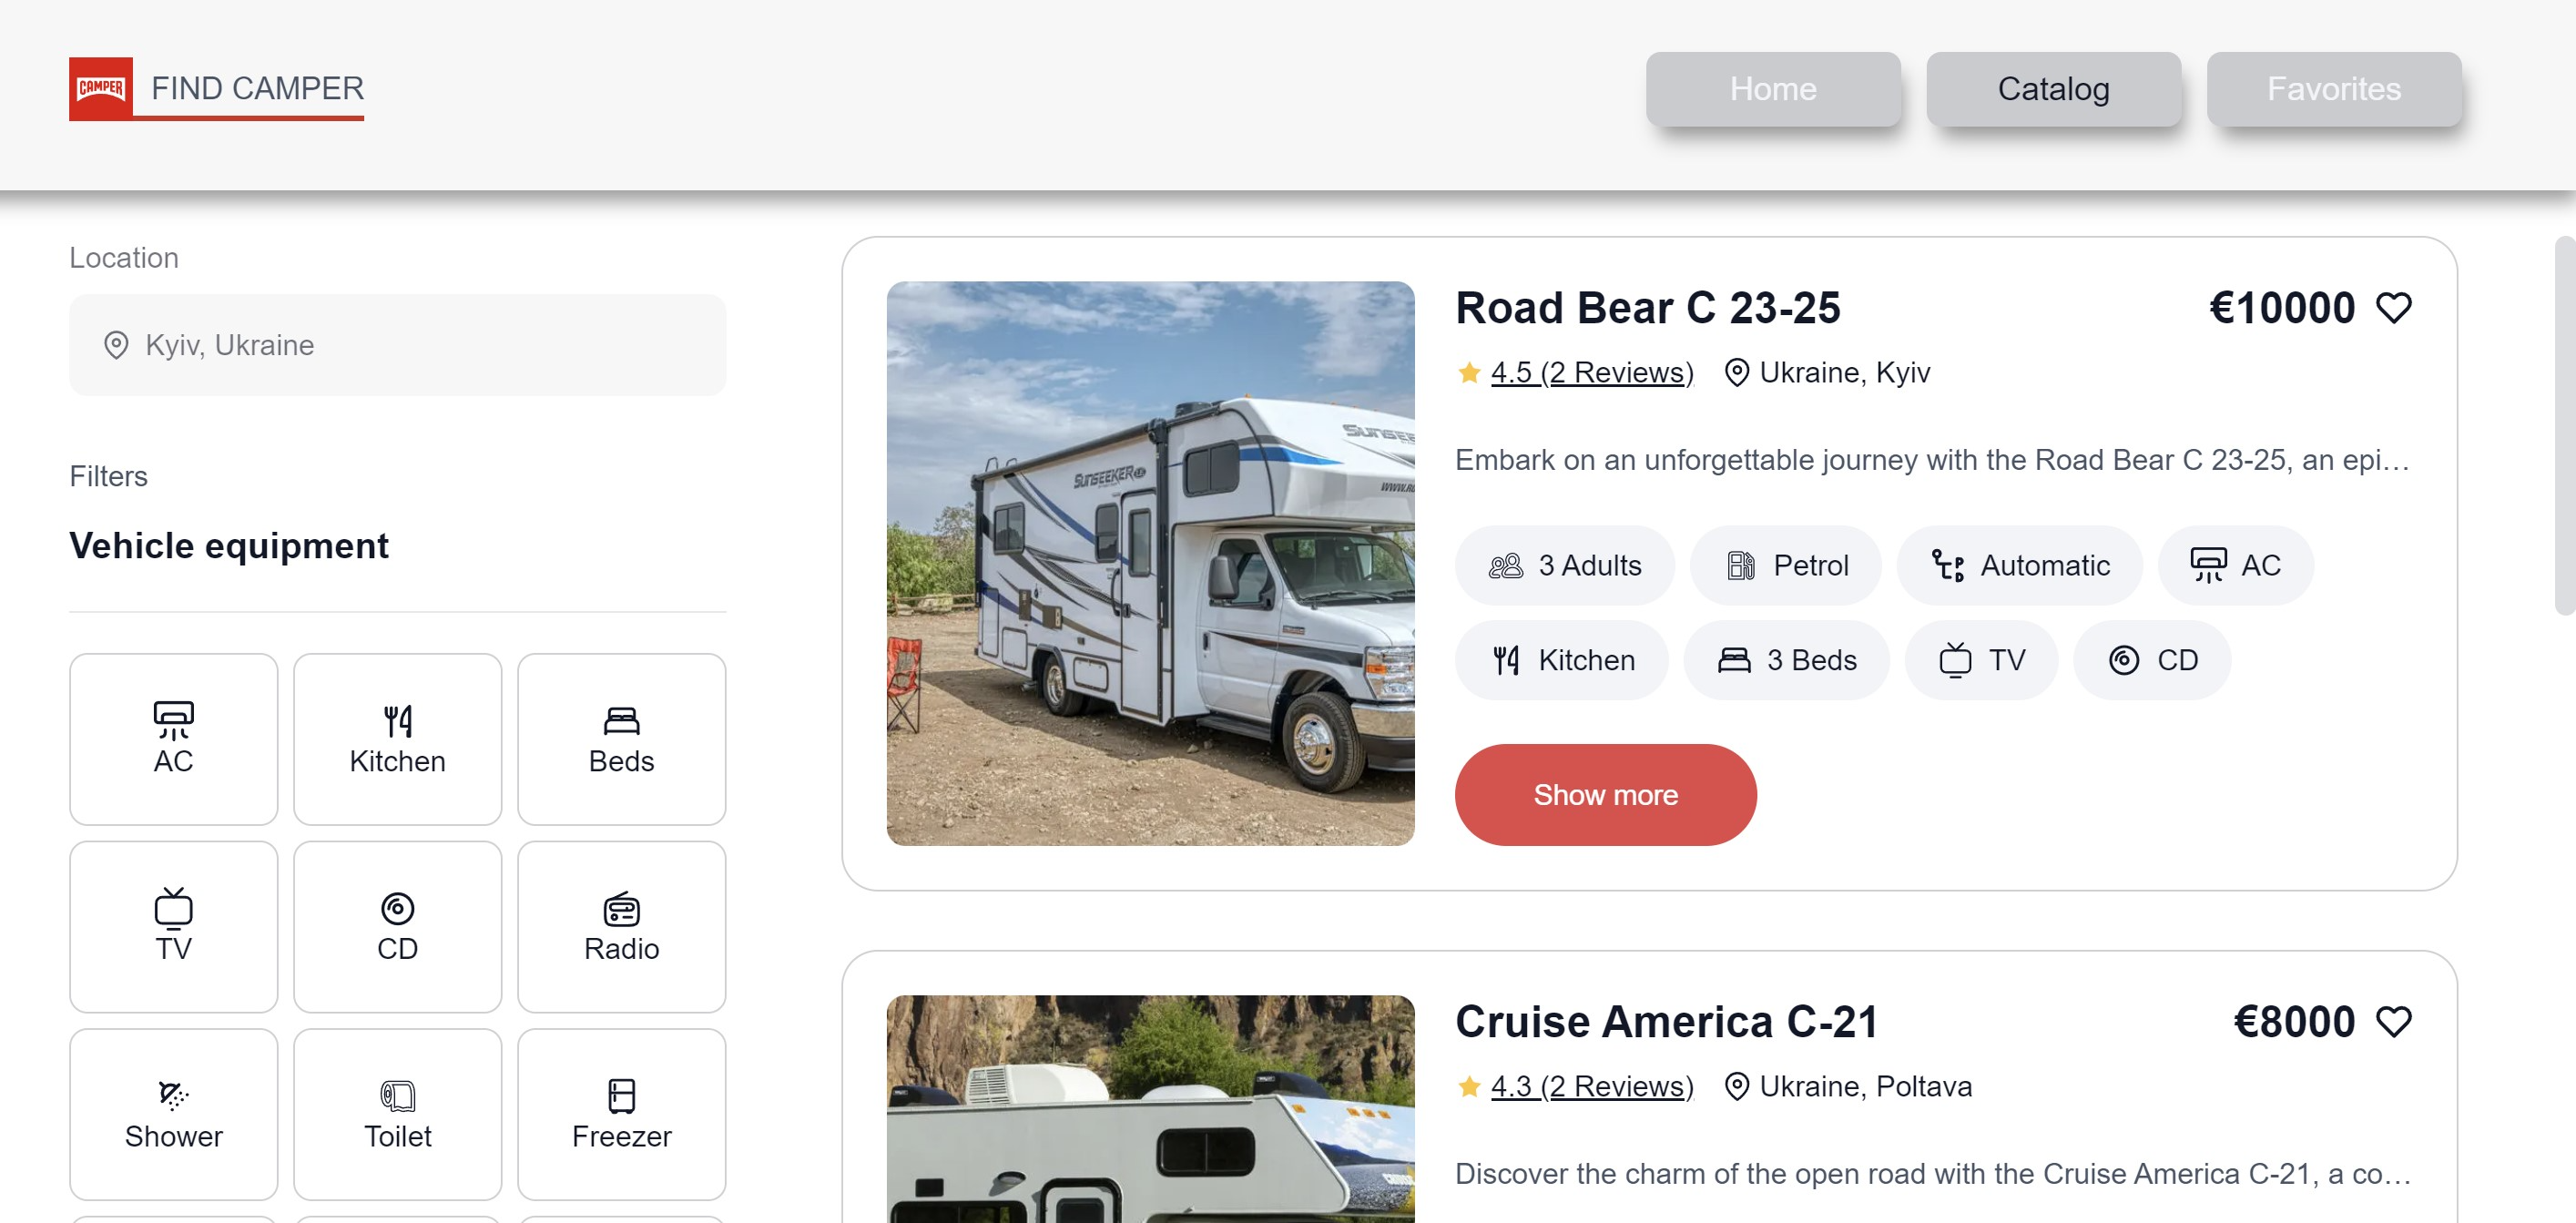 CAMPER
FIND CAMPER
Home
Catalog
Favorites
Location
Kyiv, Ukraine
Filters
Vehicle equipment
AC
Kitchen
Beds
TV
CD
Radio
Shower
Toilet
Freezer
SUNSEEKER
SUNSEE
WWW.R
Road Bear C 23-25
€10000
4.5 (2 Reviews)
Ukraine, Kyiv
Embark on an unforgettable journey with the Road Bear C 23-25, an epi…
3 Adults
Petrol
Automatic
AC
Kitchen
3 Beds
TV
CD
Show more
Cruise America C-21
€8000
4.3 (2 Reviews)
Ukraine, Poltava
Discover the charm of the open road with the Cruise America C-21, a co…